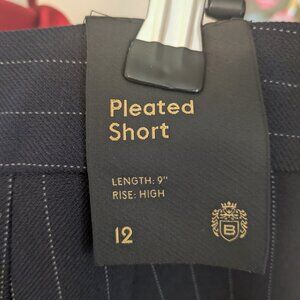 Pleated
Short
LENGTH: 9"
RISE: HIGH
12
B